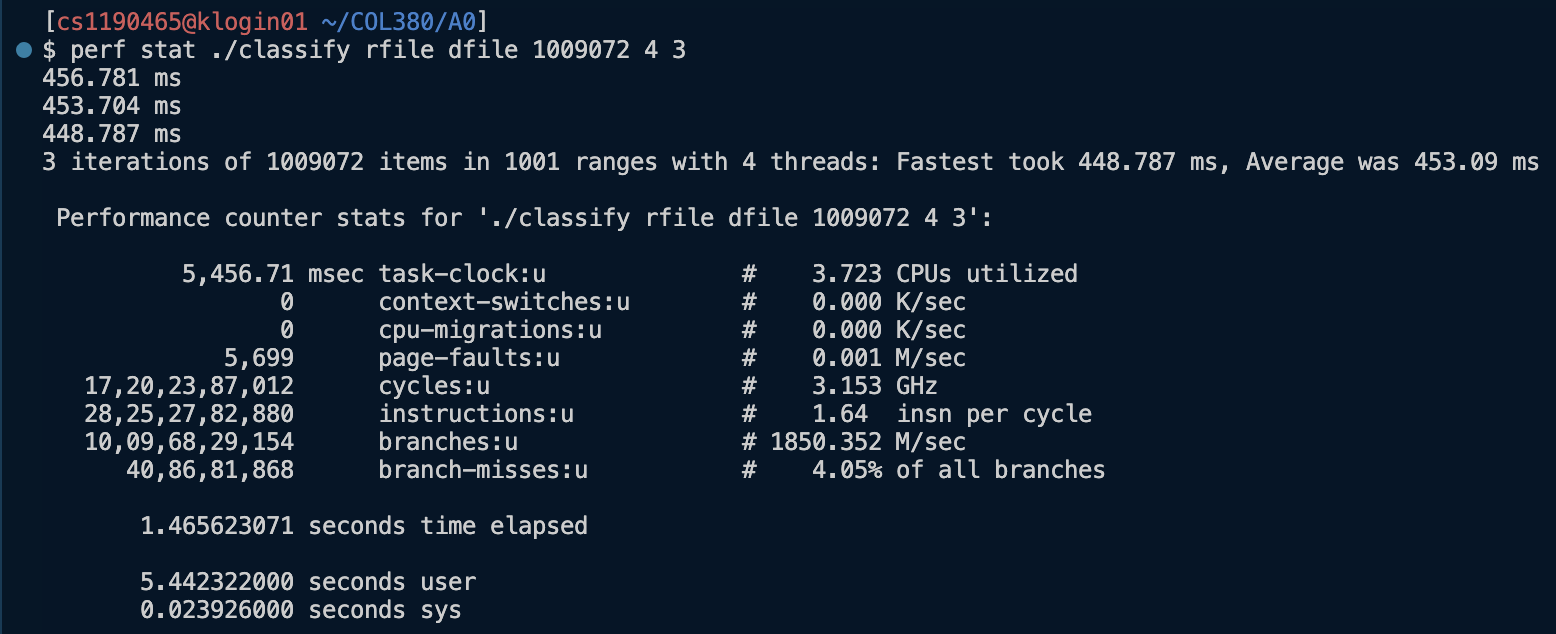 [cs1190465@klogin01 ~/COL380/A0]
$ perf stat ./classify rfile dfile 1009072 4 3
456.781 ms
453.704 ms
448.787 ms
3 iterations of 1009072 items in 1001 ranges with 4 threads: Fastest took 448.787 ms, Average was 453.09 ms
Performance counter stats for './classify rfile dfile 1009072 4 3':
5,456.71 msec task-clock:u # 3.723 CPUs utilized
0 context-switches:u # 0.000 K/sec
0 cpu-migrations:u # 0.000 K/sec
5,699 page-faults:u # 0.001 M/sec
17,20,23,87,012 cycles:u # 3.153 GHz
28,25,27,82,880 instructions:u # 1.64 insn per cycle
10,09,68,29,154 branches:u # 1850.352 M/sec
40,86,81,868 branch-misses:u # 4.05% of all branches
1.465623071 seconds time elapsed
5.442322000 seconds user
0.023926000 seconds sys